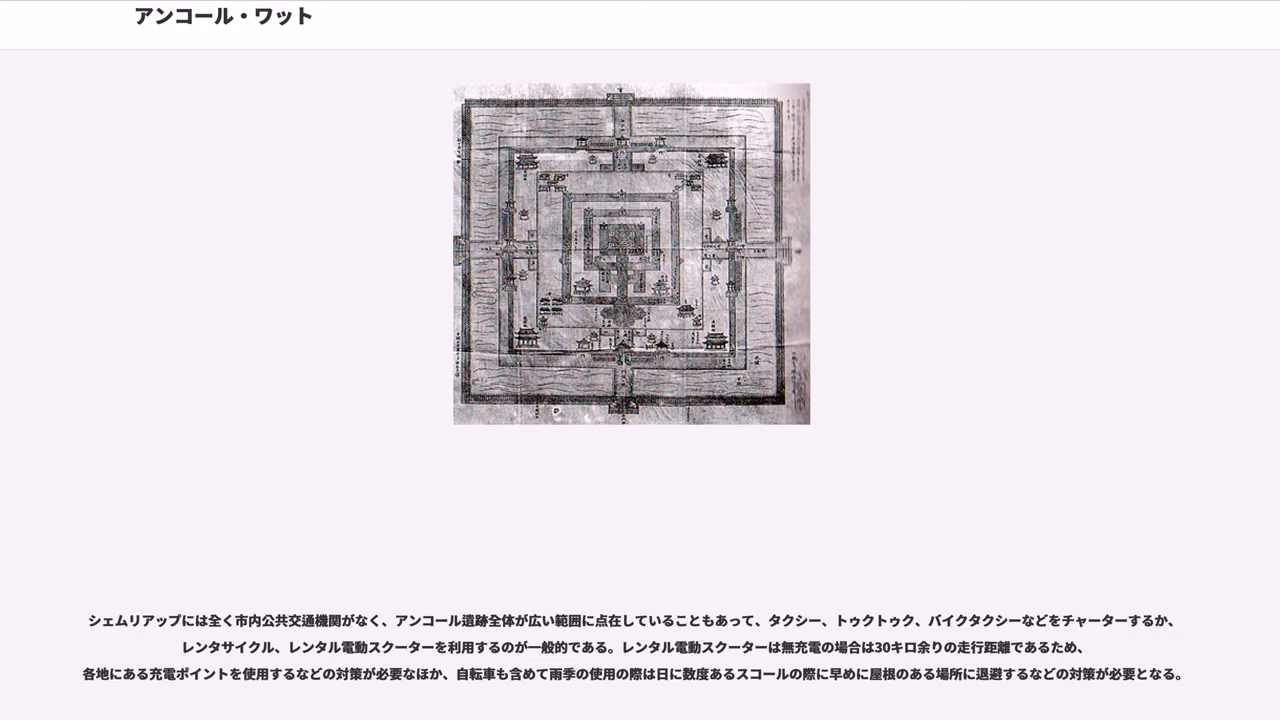 アンコール・ワット
シェムリアップには全く市内公共交通機関がなく、アンコール遺跡全体が広い範囲に点在していることもあって、タクシー、トゥクトゥク、バイクタクシーなどをチャーターするか、
レンタサイクル、レンタル電動スクーターを利用するのが一般的である。レンタル電動スクーターは無充電の場合は30キロ余りの走行距離であるため、
各地にある充電ポイントを使用するなどの対策が必要なほか、自転車も含めて雨季の使用の際は日に数度あるスコールの際に早めに屋根のある場所に退避するなどの対策が必要となる。